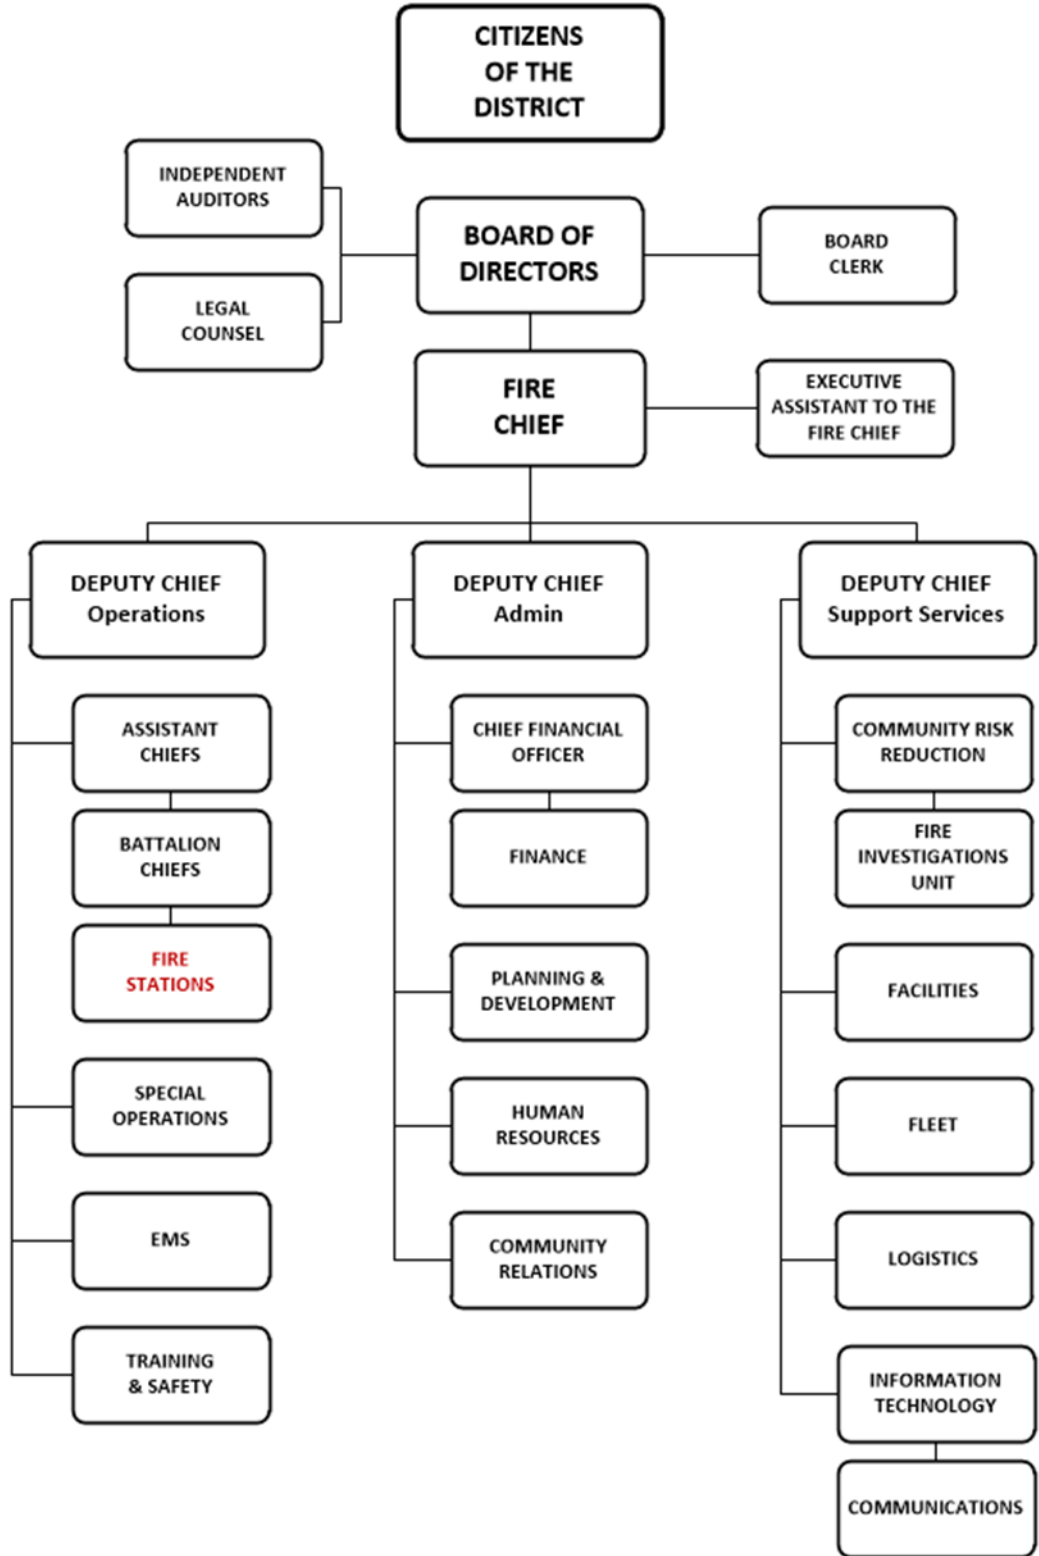 CITIZENS
OF THE
DISTRICT
INDEPENDENT
AUDITORS
BOARD OF
DIRECTORS
BOARD
CLERK
LEGAL
COUNSEL
FIRE
CHIEF
EXECUTIVE
ASSISTANT TO THE
FIRE CHIEF
DEPUTY CHIEF
Operations
ASSISTANT
CHIEFS
BATTALION
CHIEFS
FIRE
STATIONS
SPECIAL
OPERATIONS
EMS
TRAINING
& SAFETY
DEPUTY CHIEF
Admin
CHIEF FINANCIAL
OFFICER
FINANCE
PLANNING &
DEVELOPMENT
HUMAN
RESOURCES
COMMUNITY
RELATIONS
DEPUTY CHIEF
Support Services
COMMUNITY RISK
REDUCTION
FIRE
INVESTIGATIONS
UNIT
FACILITIES
FLEET
LOGISTICS
INFORMATION
TECHNOLOGY
COMMUNICATIONS